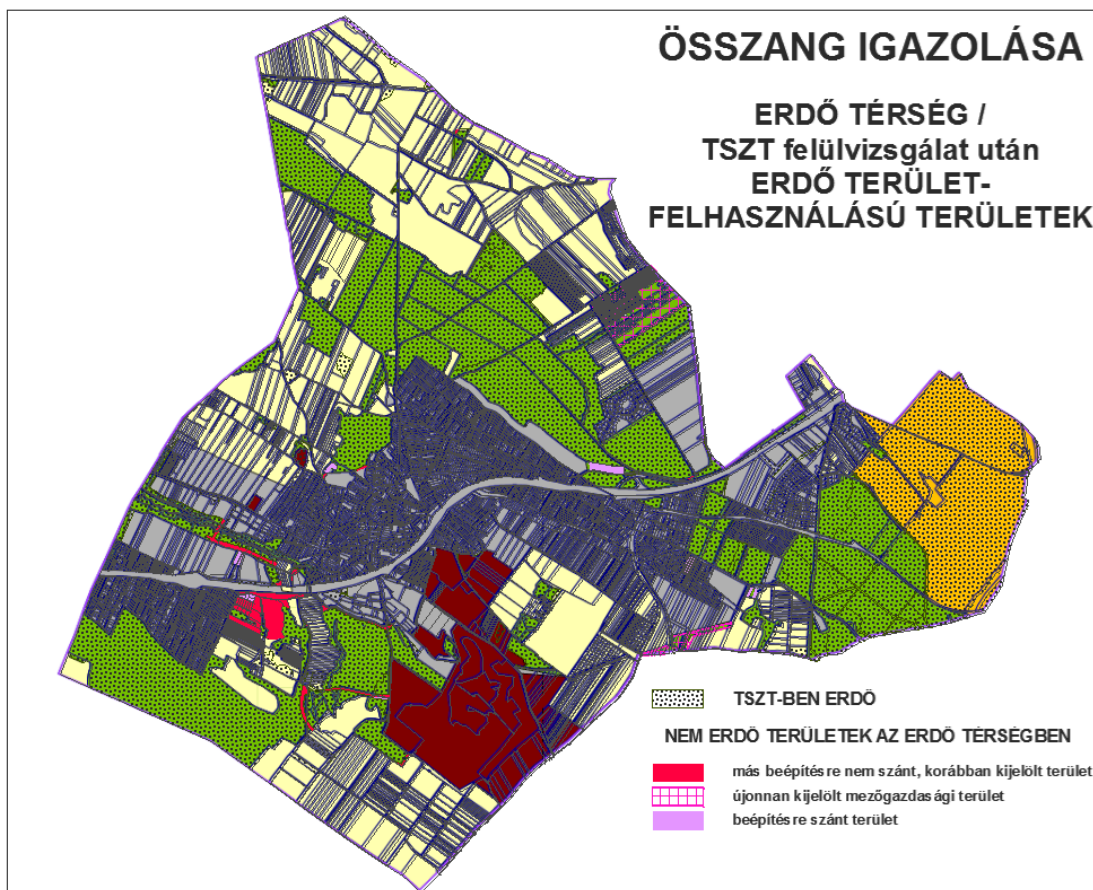 ÖSSZANG IGAZOLÁSA
ERDŐ TÉRSÉG /
TSZT felülvizsgálat után
ERDŐ TERÜLET-
FELHASZNÁLÁSÚ TERÜLETEK
TSZT-BEN ERDŐ
NEM ERDŐ TERÜLETEK AZ ERDŐ TÉRSÉGBEN
más beépítésre nem szánt, korábban kijelölt terület
újonnan kijelölt mezőgazdasági terület
beépítésre szánt terület